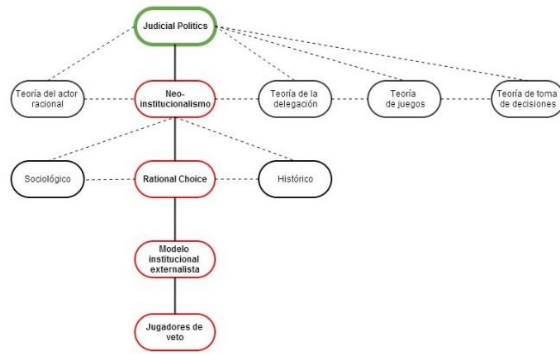 Judicial Politics
Teoría del actor
racional
Neo-
institucionalismo
Teoría de la
delegación
Teoría
de juegos
Teoría de toma
de decisiones
Sociológico
Rational Choice
Histórico
Modelo
institucional
externalista
Jugadores de
veto